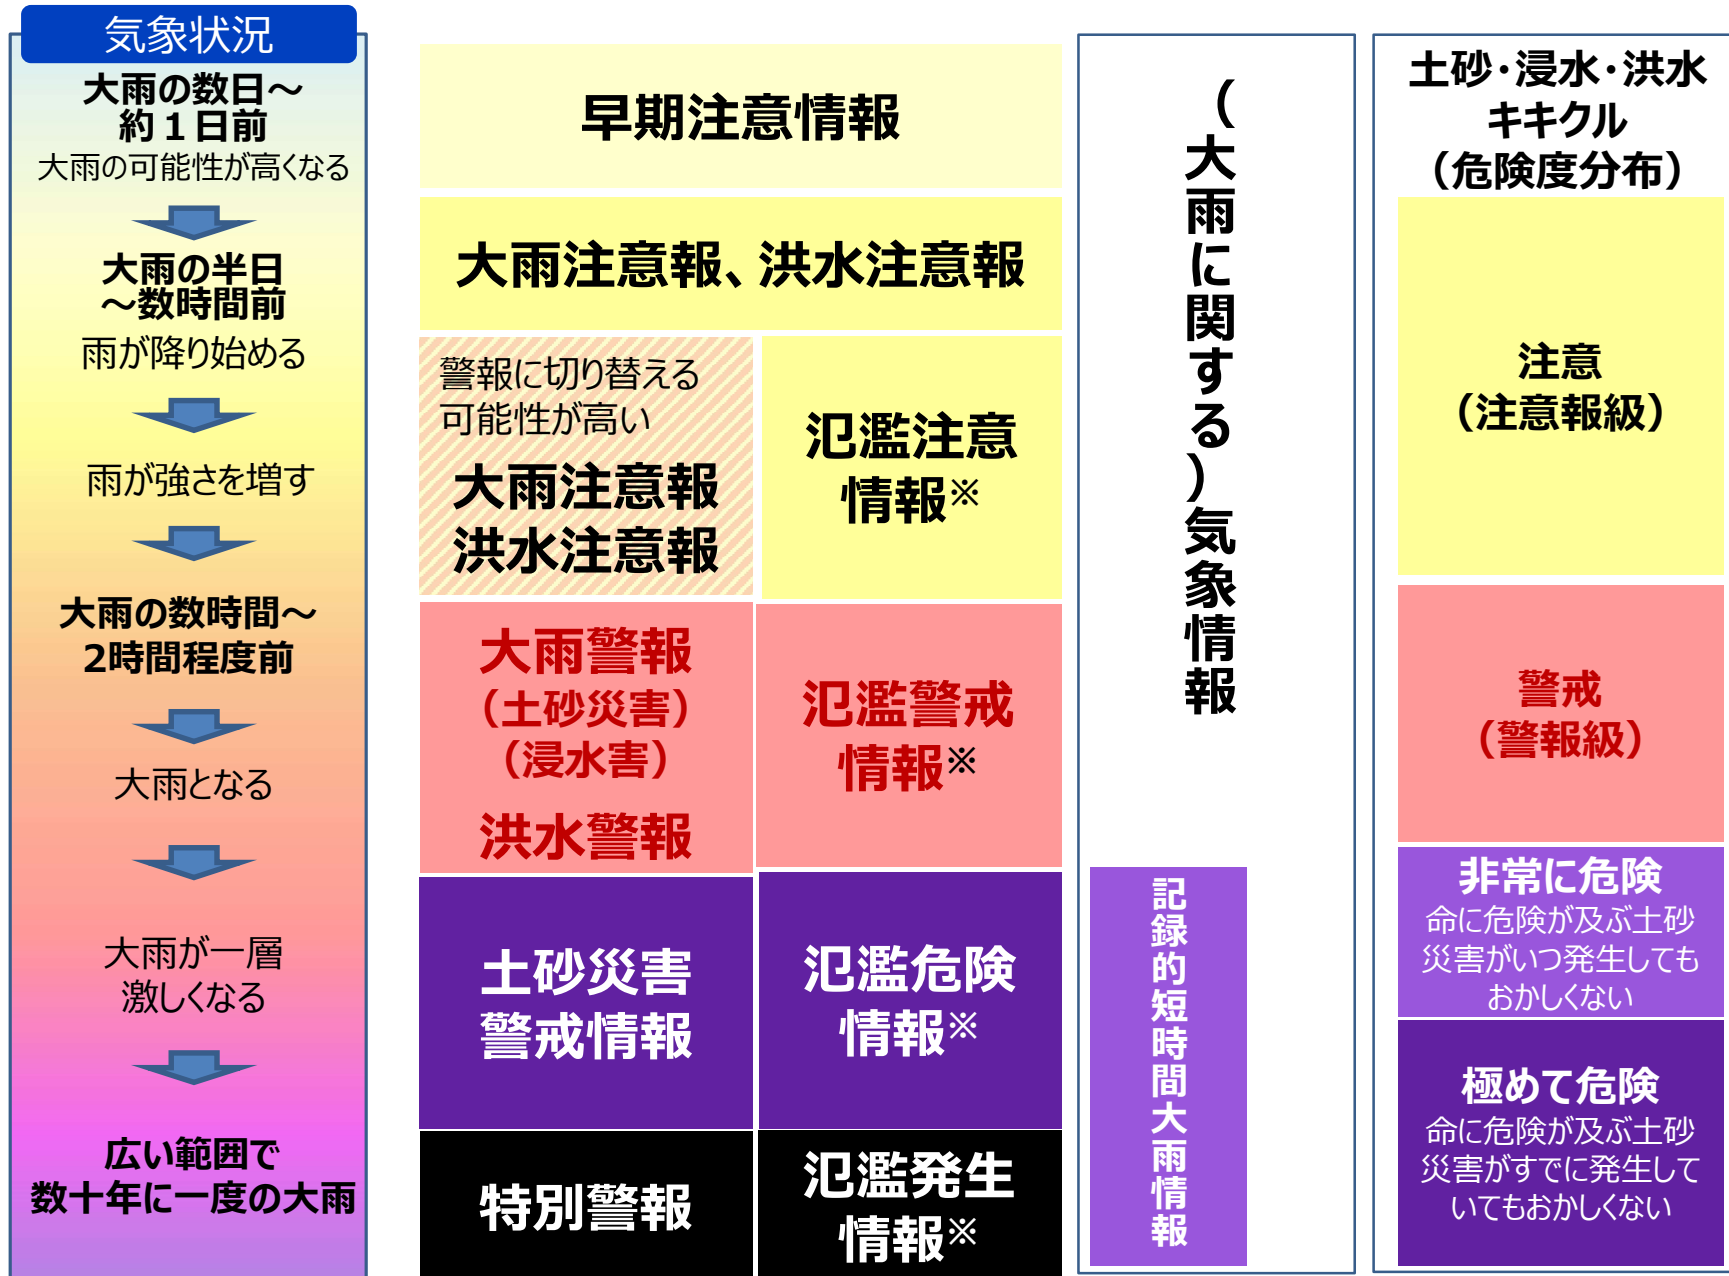 気象状況
大雨の数日～
約１日前
大雨の可能性が高くなる
大雨の半日
～数時間前
雨が降り始める
雨が強さを増す
大雨の数時間～
2時間程度前
大雨となる
大雨が一層
激しくなる
広い範囲で
数十年に一度の大雨
早期注意情報
大雨注意報、洪水注意報
警報に切り替える
可能性が高い
大雨注意報
洪水注意報
氾濫注意
情報※
大雨警報
（土砂災害）
（浸水害）
洪水警報
氾濫警戒
情報※
土砂災害
警戒情報
氾濫危険
情報※
特別警報
氾濫発生
情報※
（大雨に関する）気象情報
記録的短時間大雨情報
土砂・浸水・洪水
キキクル
（危険度分布）
注意
（注意報級）
警戒
（警報級）
非常に危険
命に危険が及ぶ土砂
災害がいつ発生しても
おかしくない
極めて危険
命に危険が及ぶ土砂
災害がすでに発生して
いてもおかしくない